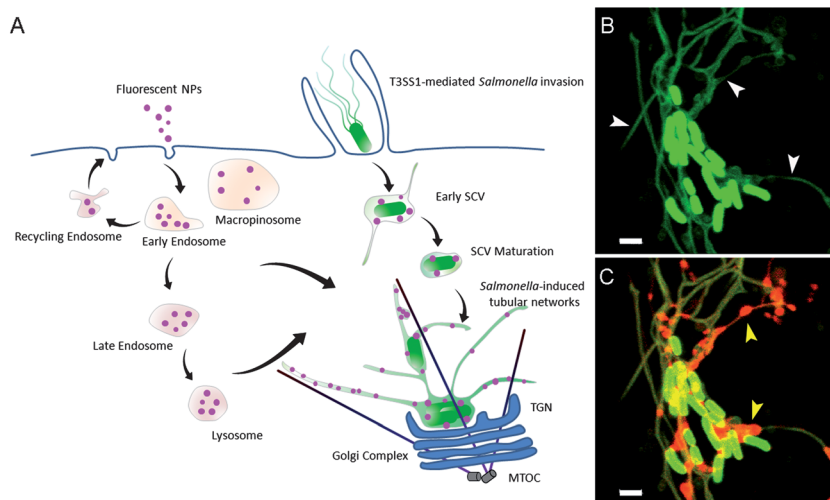 A
Fluorescent NPs
T3SS1-mediated Salmonella invasion
Early SCV
Macropinosome
Recycling Endosome
Early Endosome
SCV Maturation
Salmonella-induced
tubular networks
Late Endosome
Lysosome
TGN
Golgi Complex
MTOC
B
C